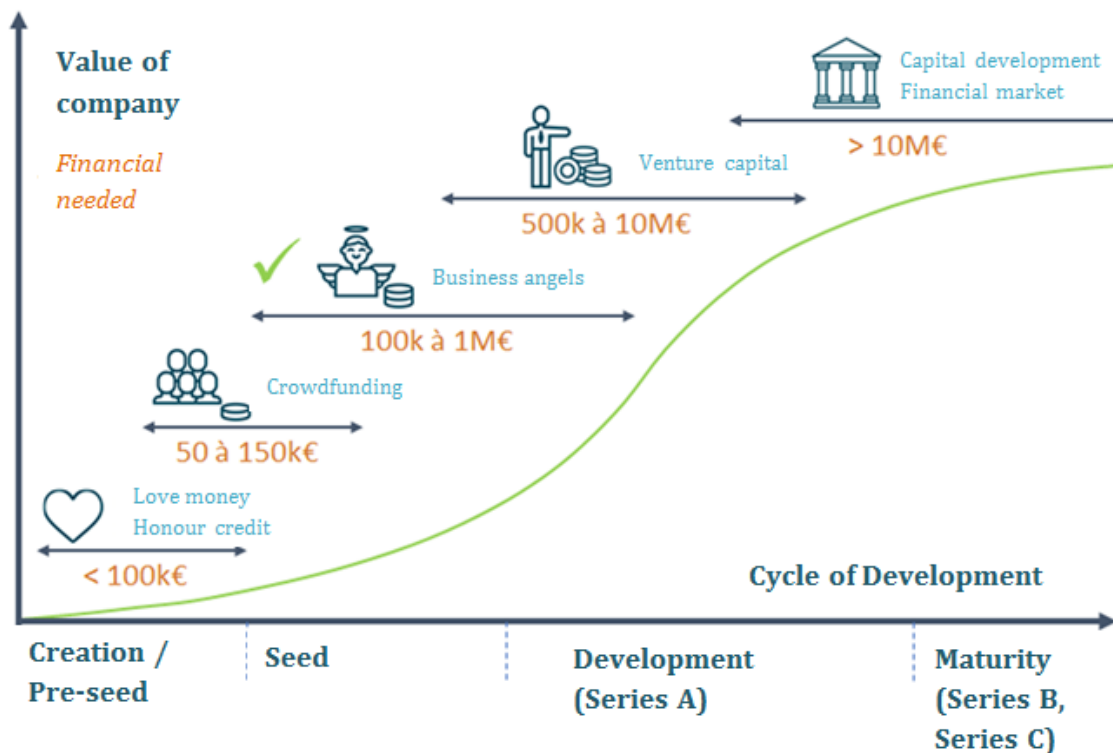 Value of
company
Financial
needed
Capital development
Financial market
> 10M€
Venture capital
500k à 10M€
Business angels
100k à 1M€
Crowdfunding
50 à 150k€
Love money
Honour credit
< 100k€
Cycle of Development
Creation /
Pre-seed
Seed
Development
(Series A)
Maturity
(Series B,
Series C)